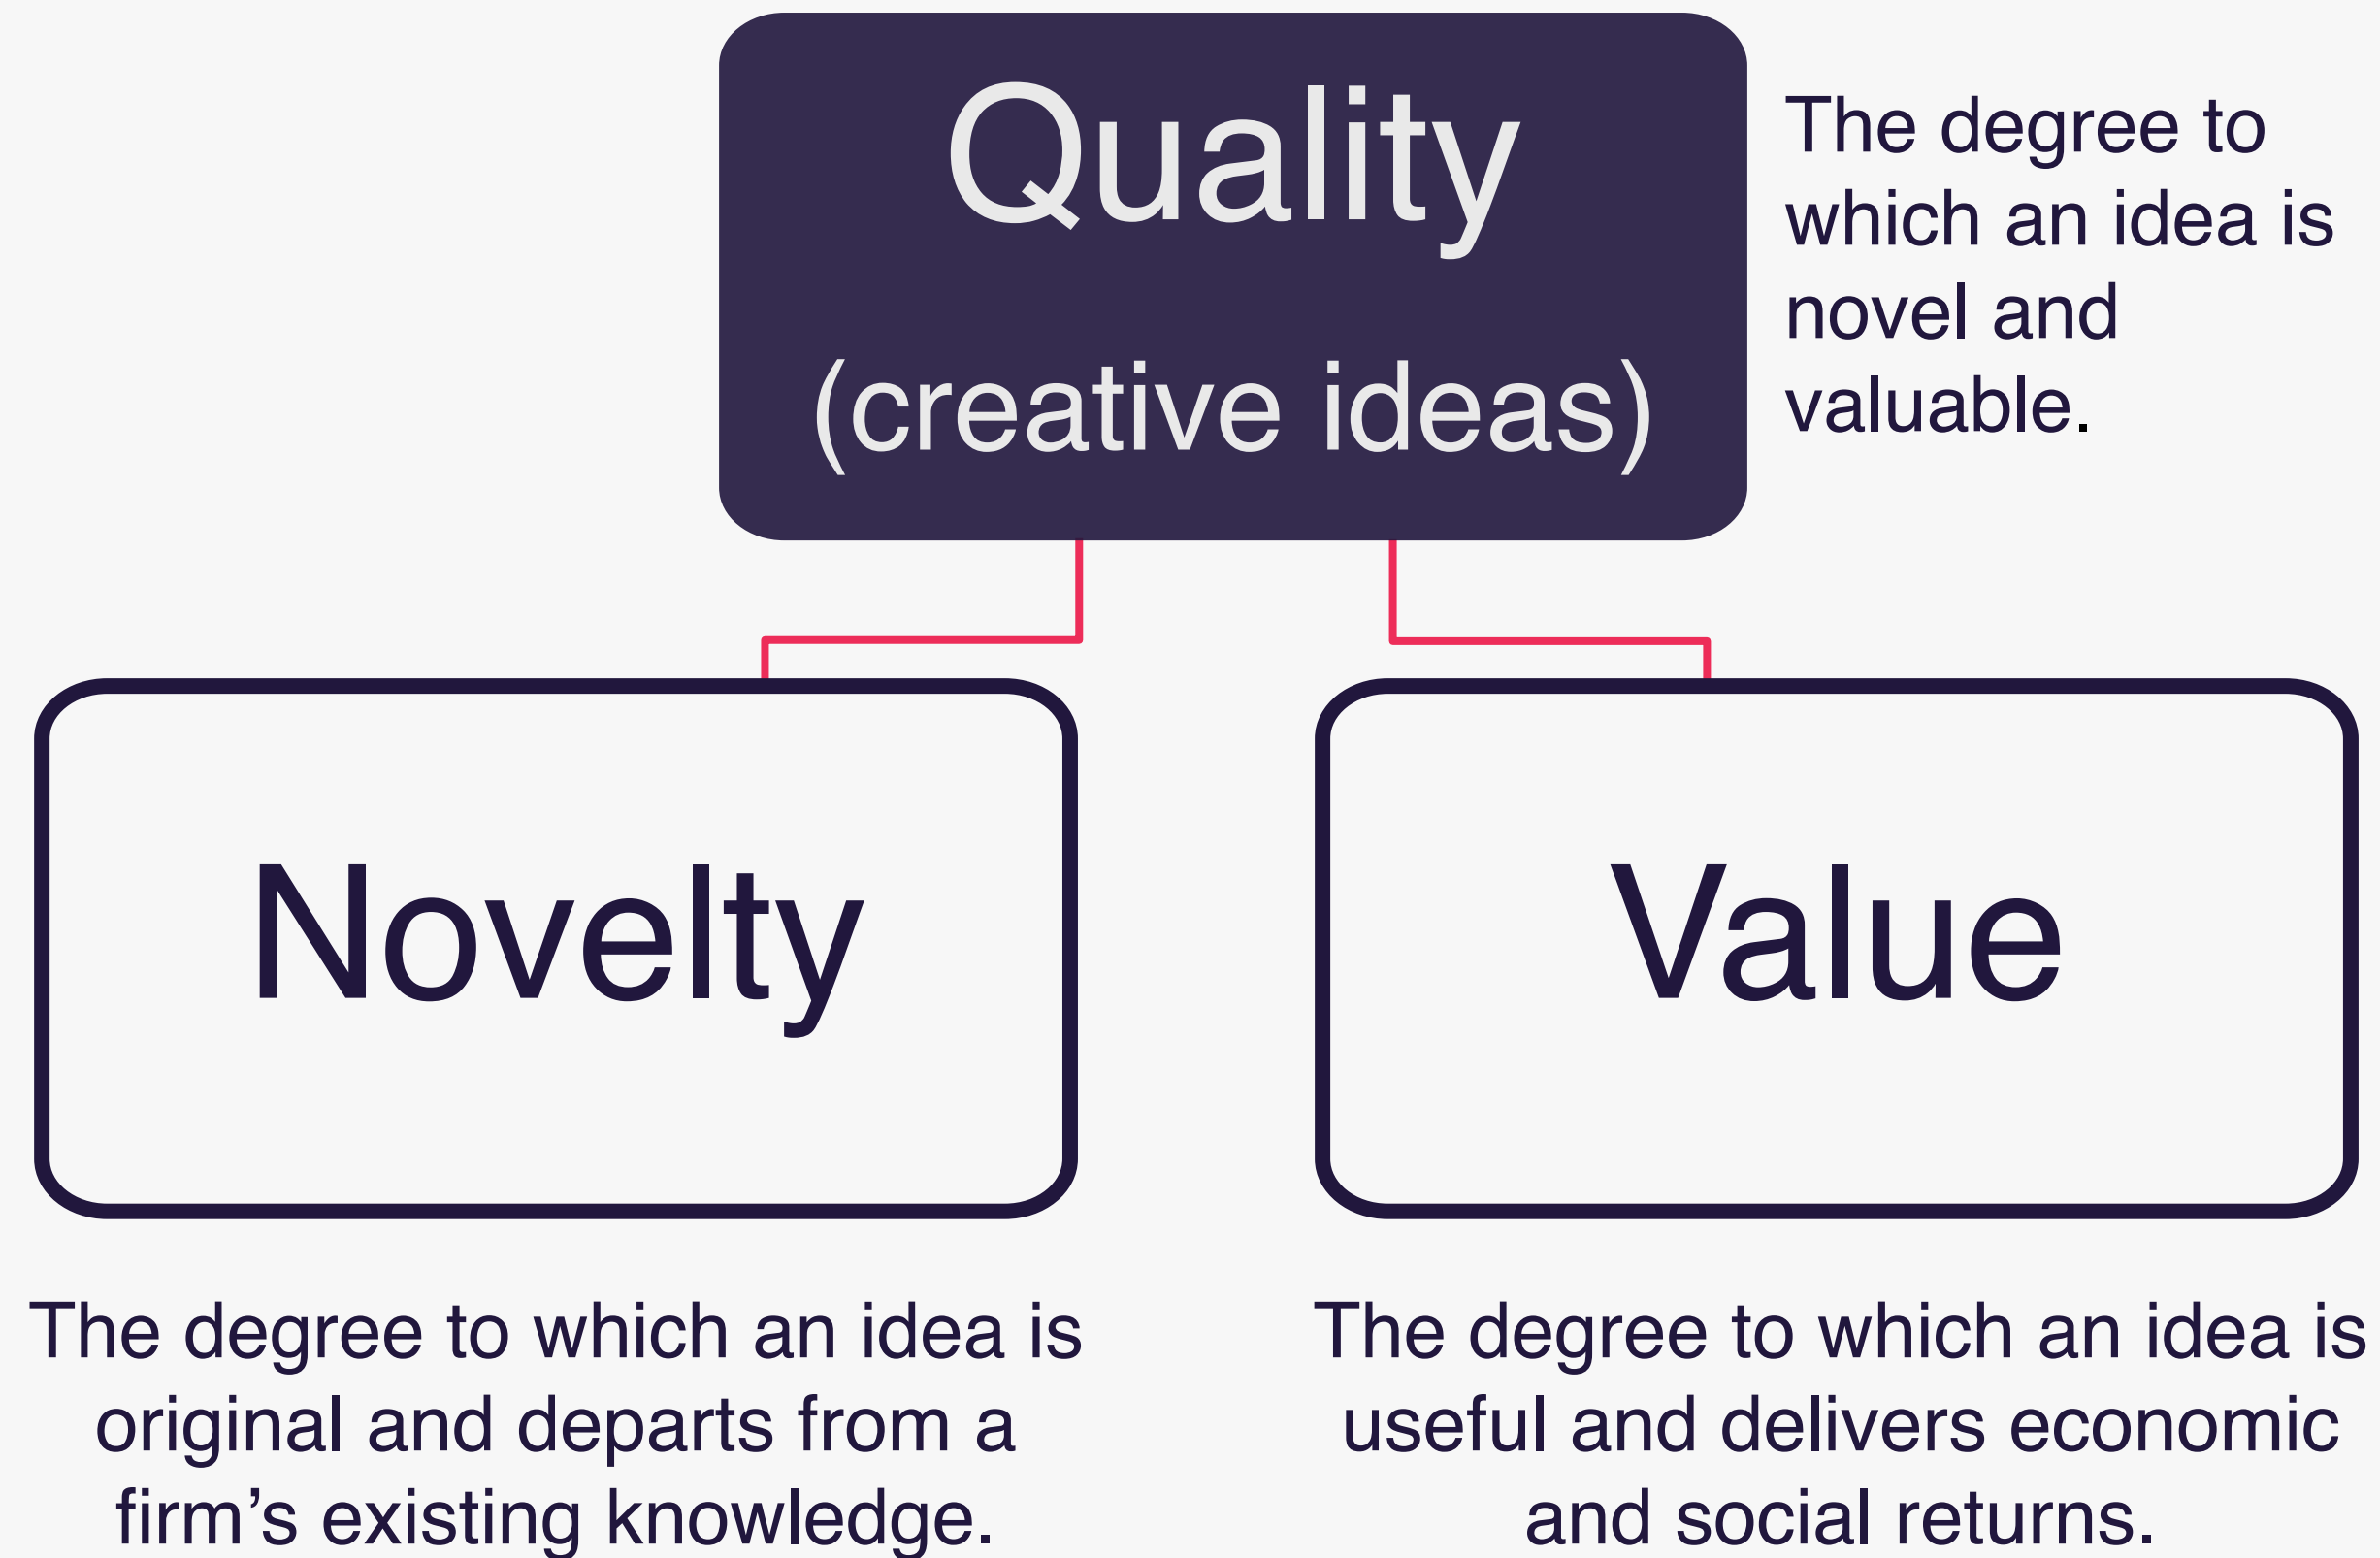 Quality
(creative ideas)
The degree to
which an idea is
novel and
valuable.
Novelty
Value
The degree to which an idea is
original and departs from a
firm’s existing knowledge.
The degree to which an idea is
useful and delivers economic
and social returns.